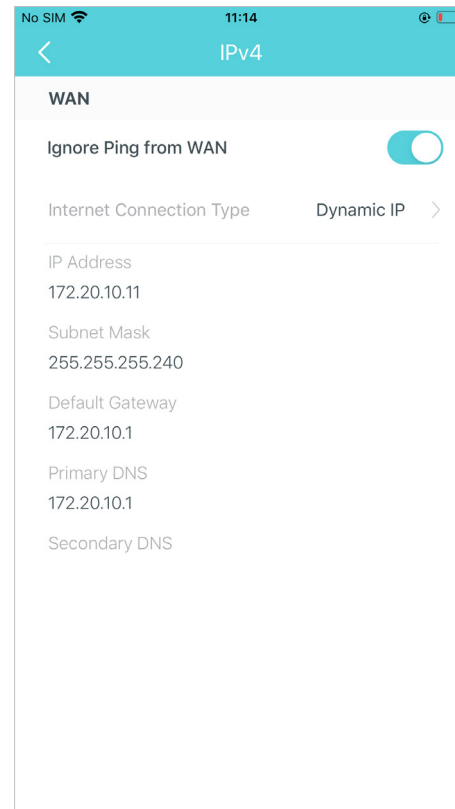 No SIM 11:14
IPv4
WAN
Ignore Ping from WAN
Internet Connection Type Dynamic IP
IP Address
172.20.10.11
Subnet Mask
255.255.255.240
Default Gateway
172.20.10.1
Primary DNS
172.20.10.1
Secondary DNS